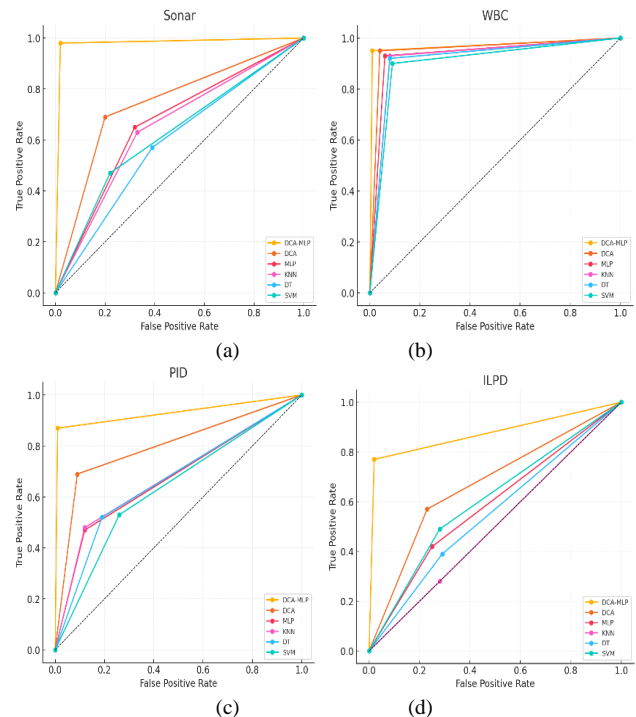 Sonar
1.0
0.8
0.6
0.4
0.2
0.0
True Positive Rate
0.0 0.2 0.4 0.6 0.8 1.0
False Positive Rate
DCA-MLP
DCA
MLP
KNN
DT
SVM
(a)
WBC
1.0
0.8
0.6
0.4
0.2
0.0
True Positive Rate
0.0 0.2 0.4 0.6 0.8 1.0
False Positive Rate
DCA-MLP
DCA
MLP
KNN
DT
SVM
(b)
PID
1.0
0.8
0.6
0.4
0.2
0.0
True Positive Rate
0.0 0.2 0.4 0.6 0.8 1.0
False Positive Rate
DCA-MLP
DCA
MLP
KNN
DT
SVM
(c)
ILPD
1.0
0.8
0.6
0.4
0.2
0.0
True Positive Rate
0.0 0.2 0.4 0.6 0.8 1.0
False Positive Rate
DCA-MLP
DCA
MLP
KNN
DT
SVM
(d)